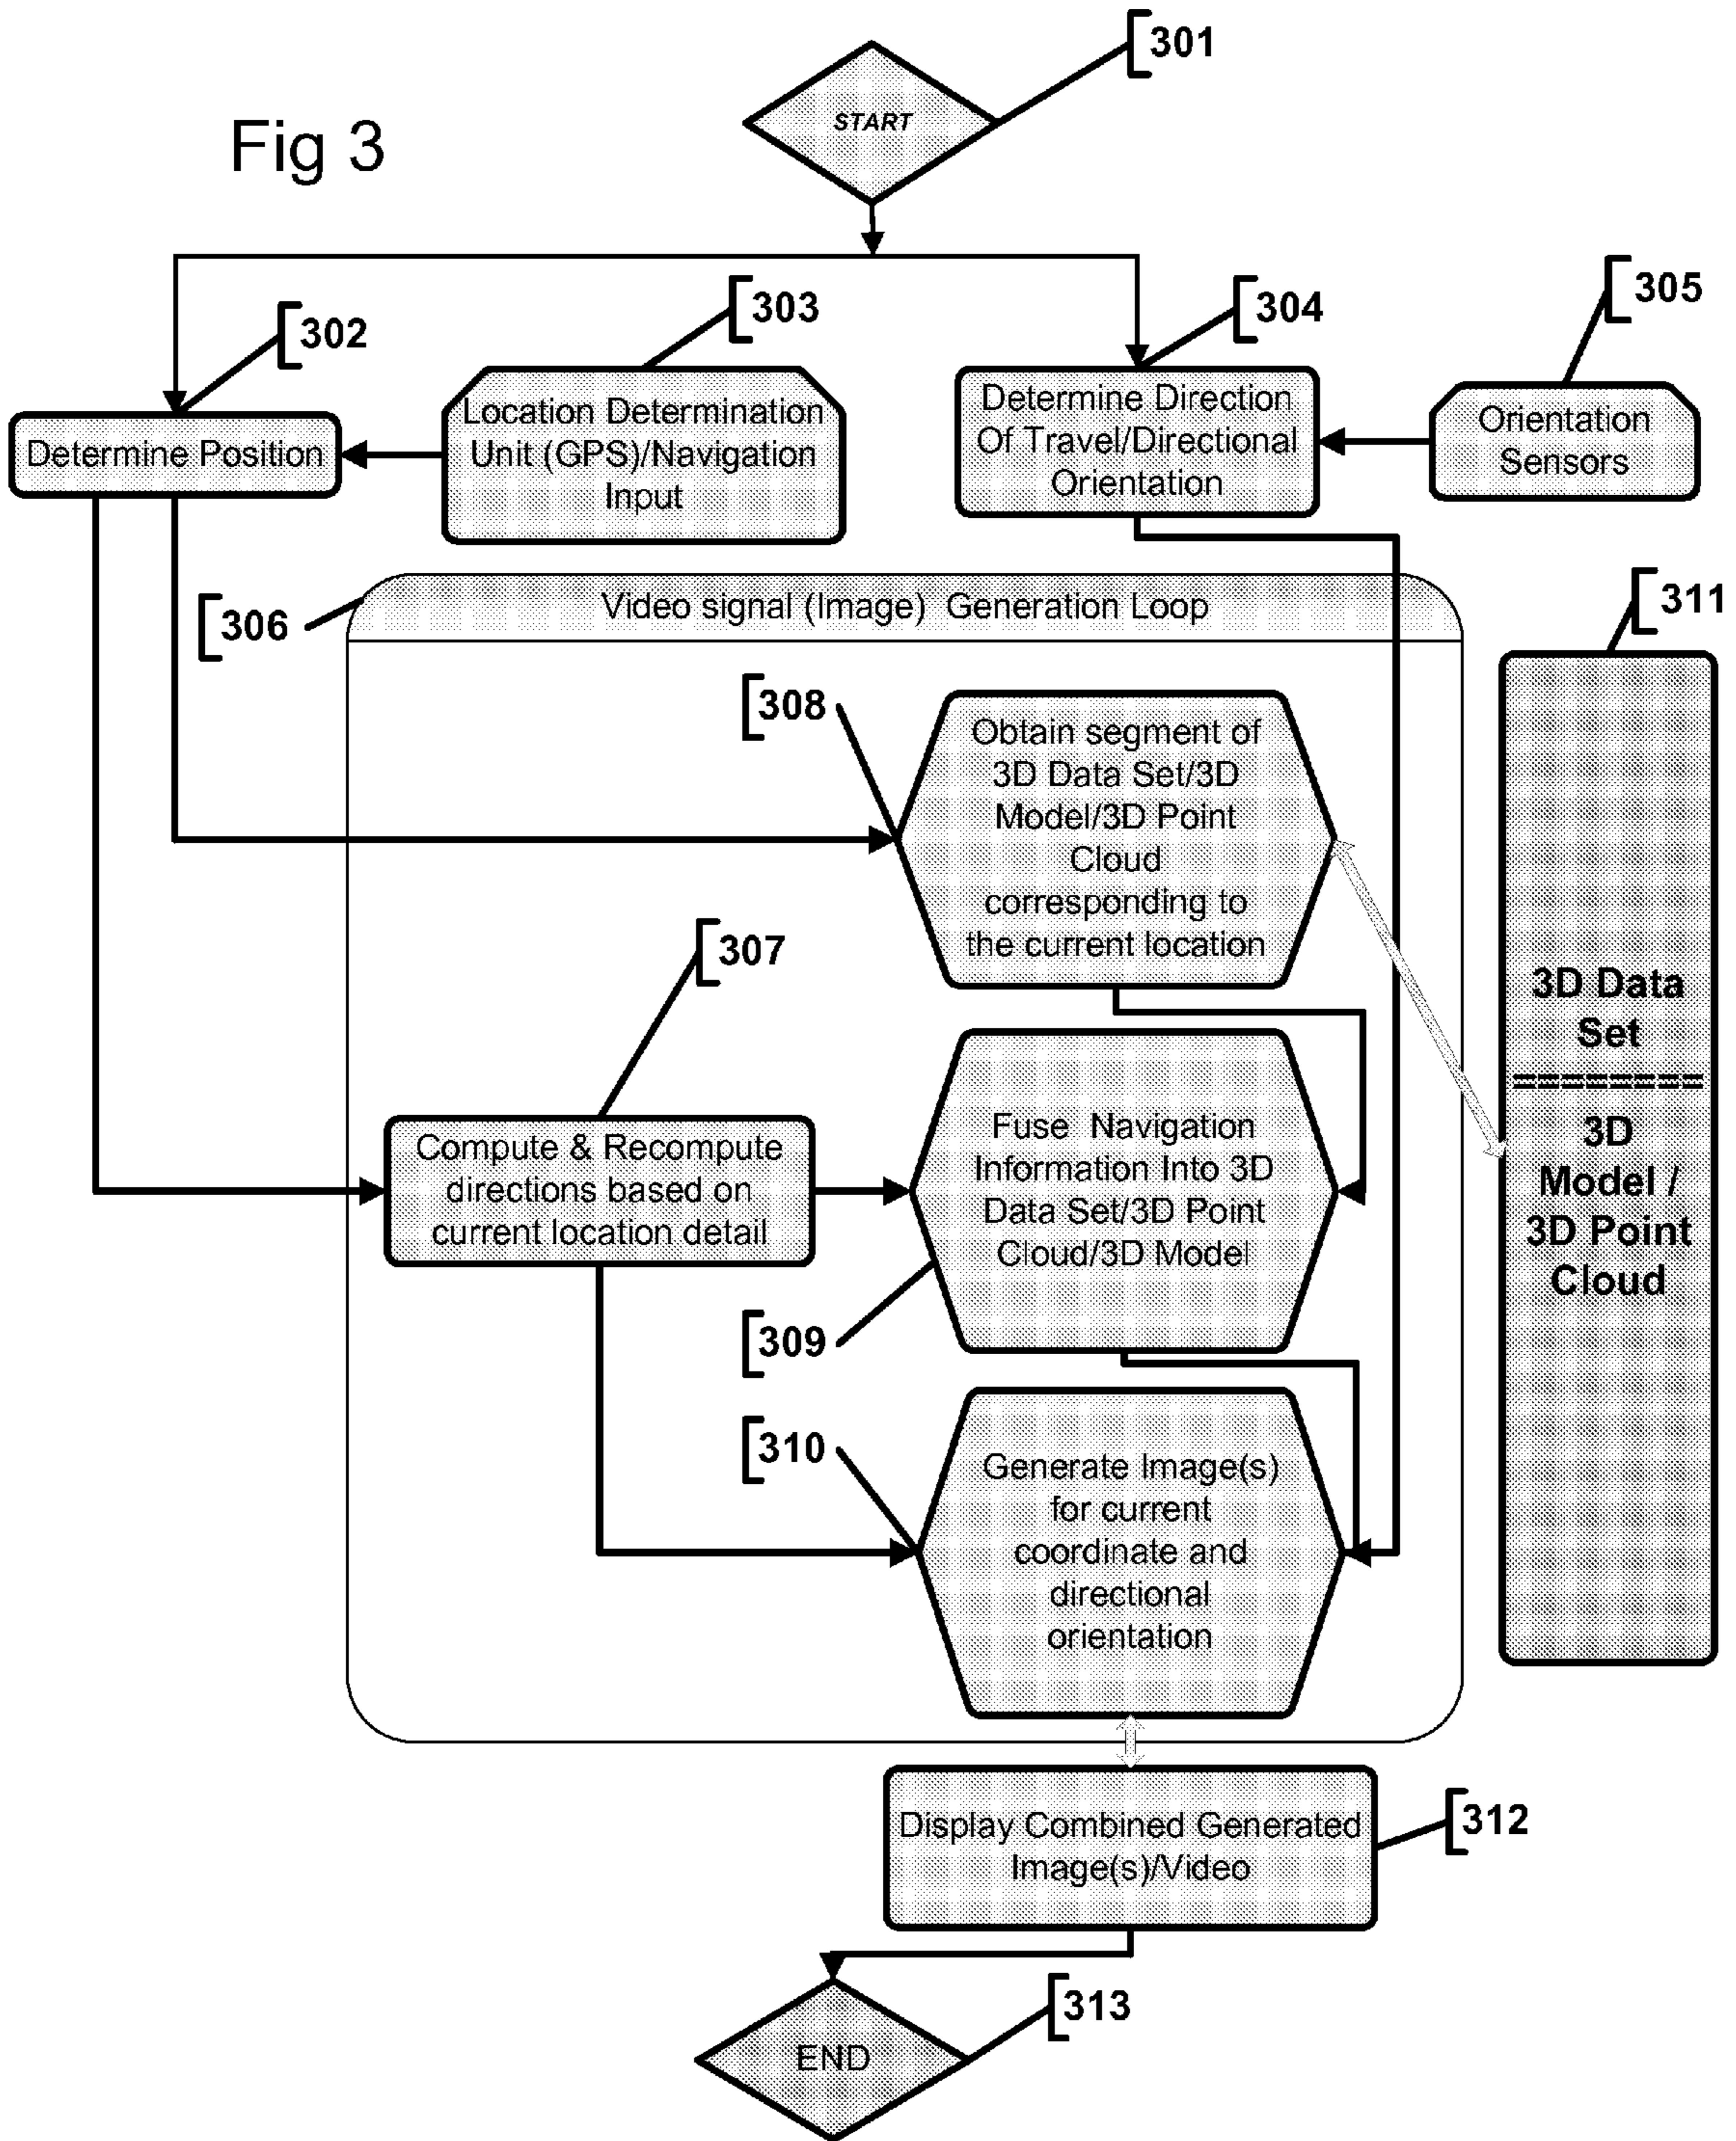 301
START
Fig 3
302
303
304
305
Determine Position
Location Determination
Unit (GPS)/Navigation
Input
Determine Direction
Of Travel/Directional
Orientation
Orientation
Sensors
306
Video signal (Image) Generation Loop
311
308
Obtain segment of
3D Data Set/3D
Model/3D Point
Cloud
corresponding to
the current location
307
Compute & Recompute
directions based on
current location detail
Fuse Navigation
Information Into 3D
Data Set/3D Point
Cloud/3D Model
3D Data
Set
========
3D
Model /
3D Point
Cloud
309
310
Generate Image(s)
for current
coordinate and
directional
orientation
Display Combined Generated
Image(s)/Video
312
313
END